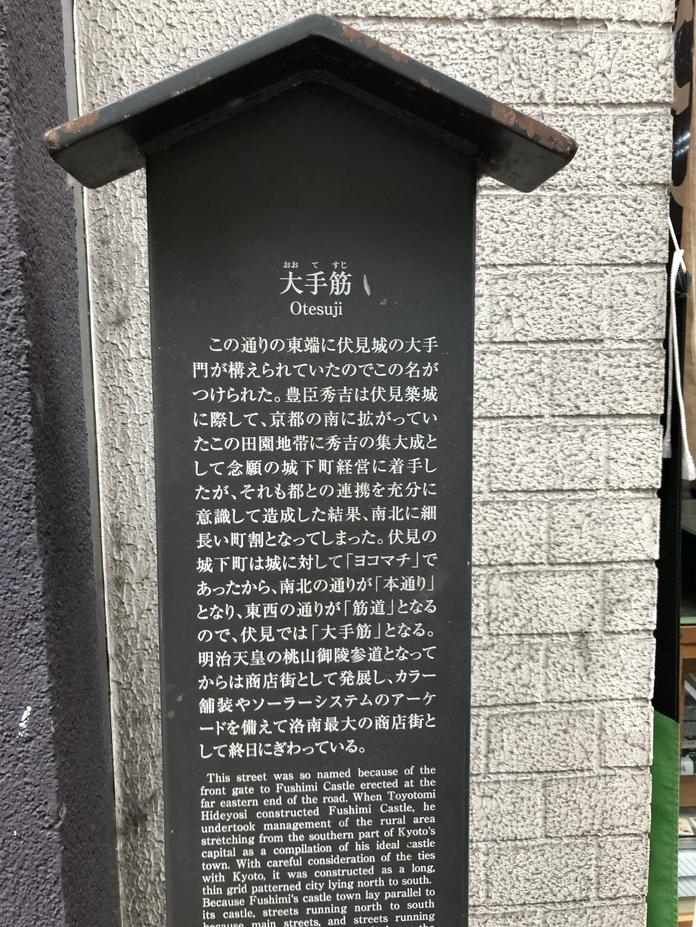 おお て すじ
大手筋
Otesuji
この通りの東端に伏見城の大手
門が構えられていたのでこの名が
つけられた。豊臣秀吉は伏見築城
に際して、京都の南に拡がってい
たこの田園地帯に秀吉の集大成と
して念願の城下町経営に着手し
たが、それも都との連携を充分に
意識して造成した結果、南北に細
長い町割となってしまった。伏見の
城下町は城に対して「ヨコマチ」で
あったから、南北の通りが「本通り」
となり、東西の通りが「筋道」となる
ので、伏見では「大手筋」となる。
明治天皇の桃山御陵参道となって
からは商店街として発展し、カラー
舗装やソーラーシステムのアーケ
ードを備えて洛南最大の商店街と
して終日にぎわっている。
This street was so named because of the
front gate to Fushimi Castle erected at the
far eastern end of the road. When Toyotomi
Hideyosi constructed Fushimi Castle, he
undertook management of the rural area
stretching from the southern part of Kyoto's
capital as a compilation of his ideal castle
town. With careful consideration of the ties
with Kyoto, it was constructed as a long,
thin grid patterned city lying north to south.
Because Fushimi's castle town lay parallel to
its castle, streets running north to south
became main streets, and streets running